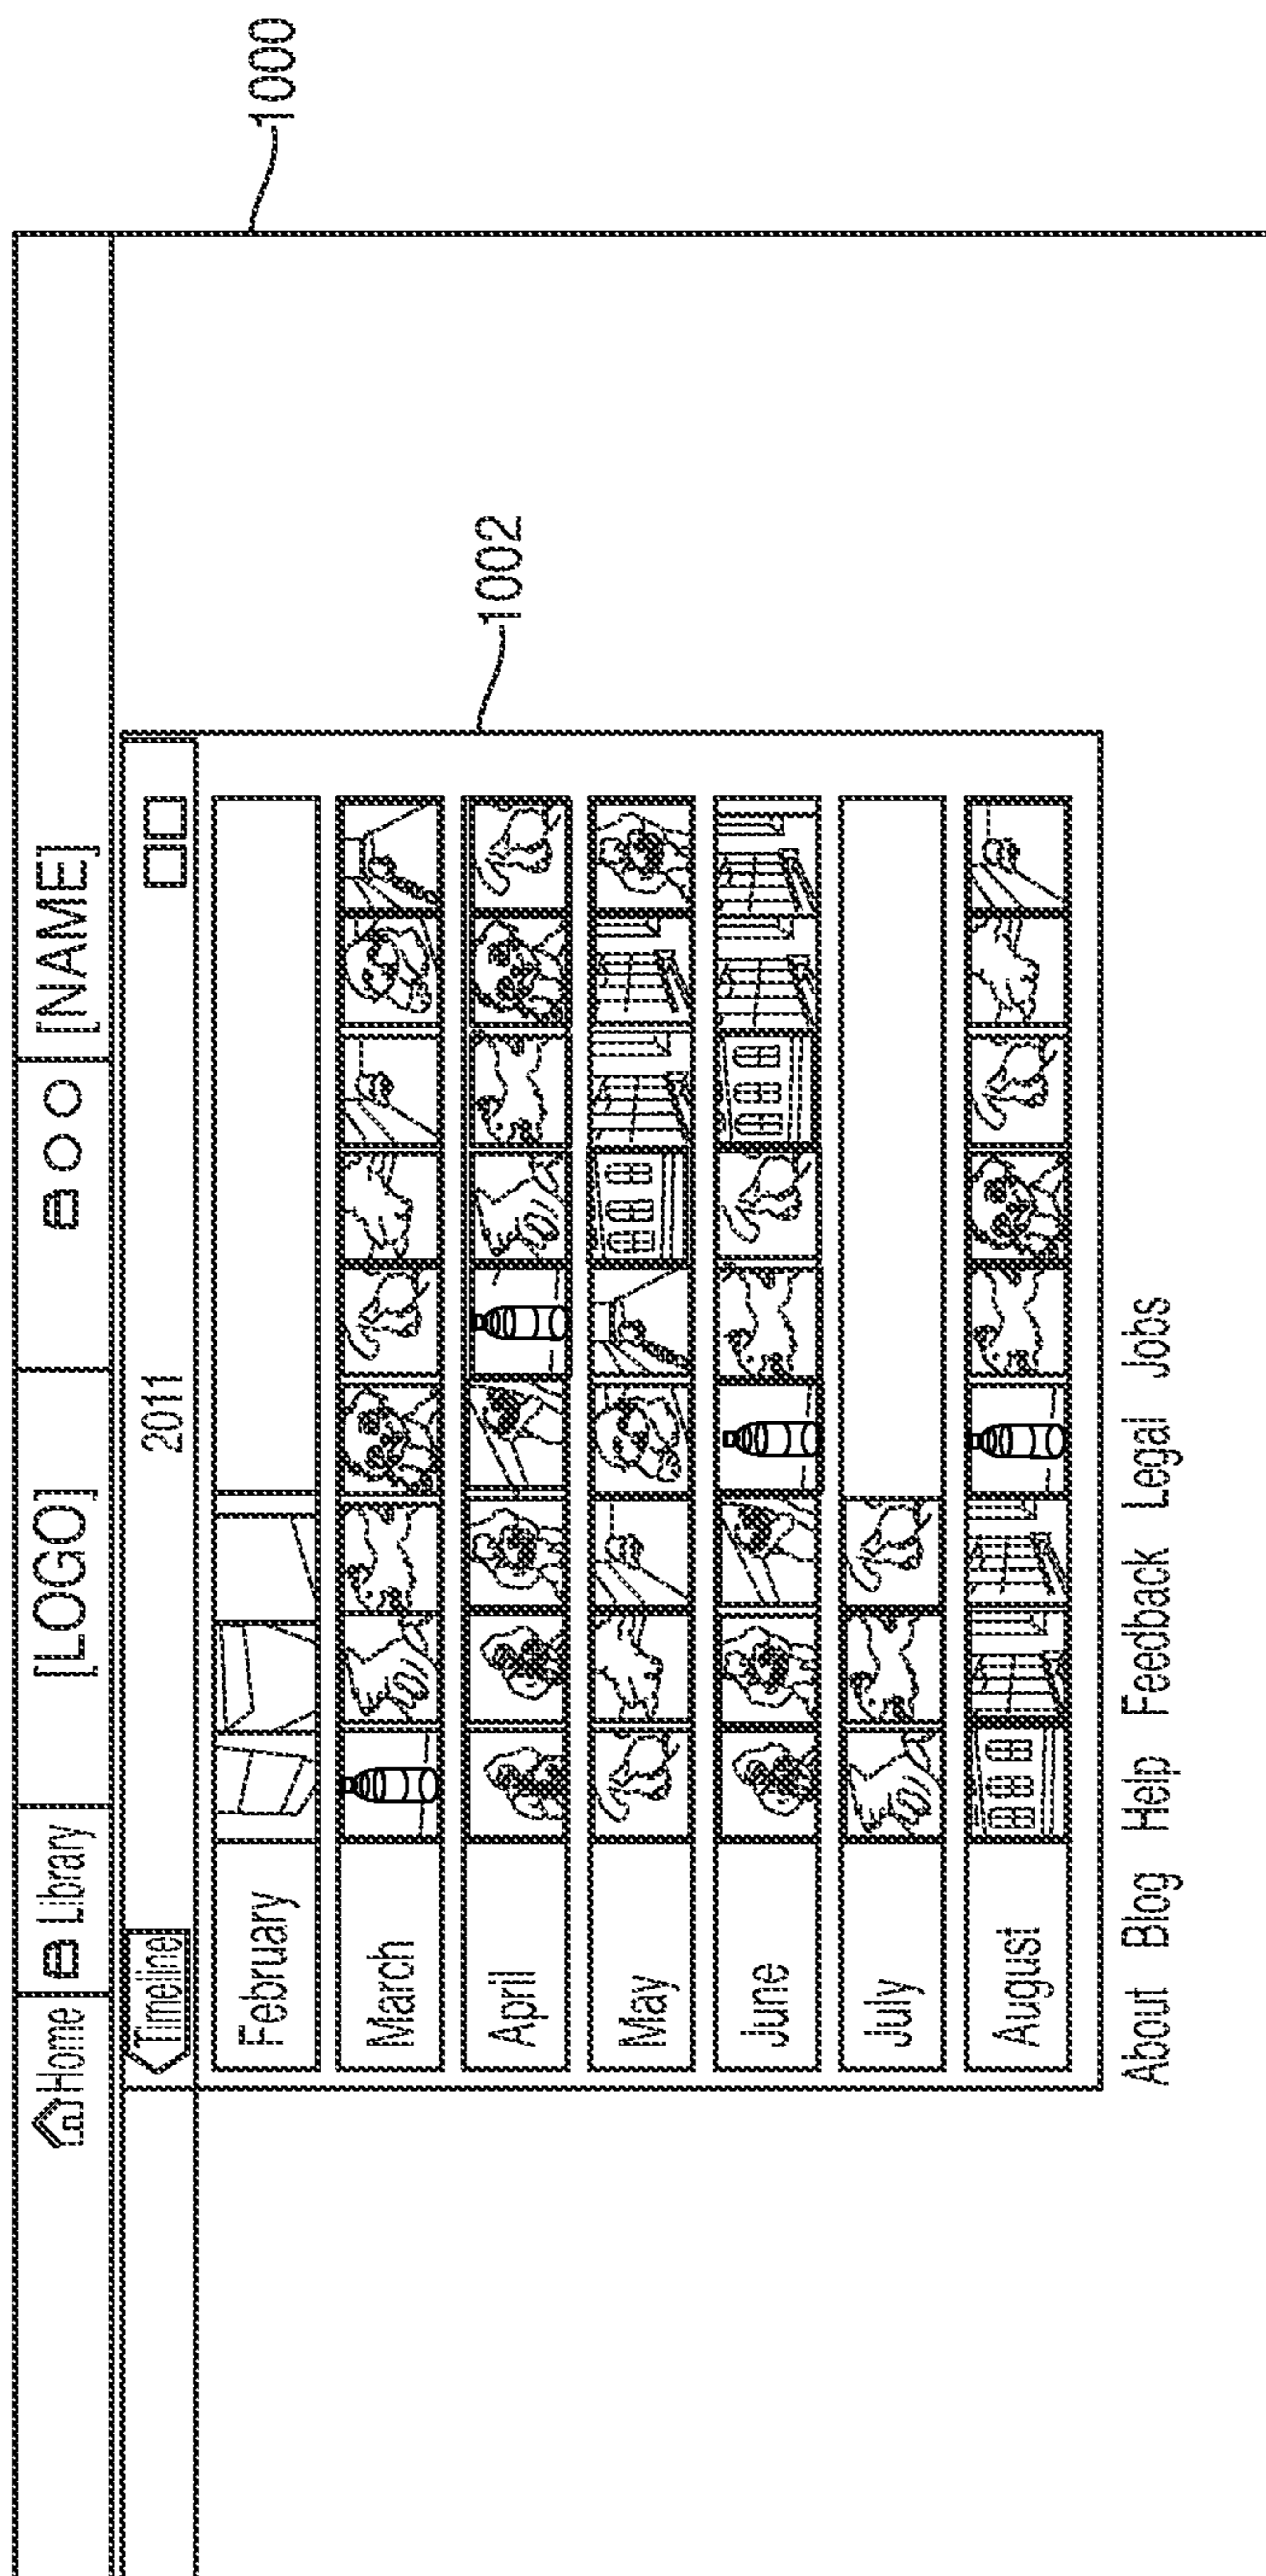 Home Library [LOGO] [NAME]
1000
Timeline 2011
February
1002
March
April
May
June
July
August
About Blog Help Feedback Legal Jobs